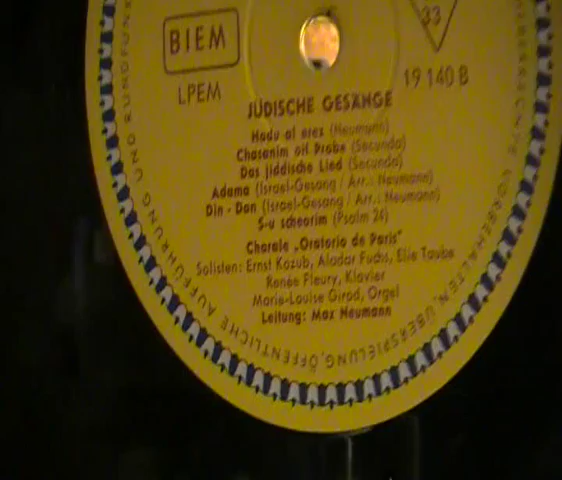 33
BIEM
19 140 B
LPEM
JÜDISCHE GESÄNGE
Hodu al eres (Neumann)
Chasanim oif Probe (Secunda)
Das jiddische Lied (Secunda)
Adama (Israel-Gesang / Arr.: Neumann)
Din - Don (Israel-Gesang / Arr.: Neumann)
S-u scheorim (Psalm 24)
Chorale „Oratorio de Paris"
Solisten: Ernst Kozub, Aladar Fuchs, Elie Taube
Renée Fleury, Klavier
Marie-Louise Girod, Orgel
Leitung: Max Neumann
VORBEHALTEN, ÜBERSPIELUNG, ÖFFENTLICHE AUFFÜHRUNG UND RUNDFUNK